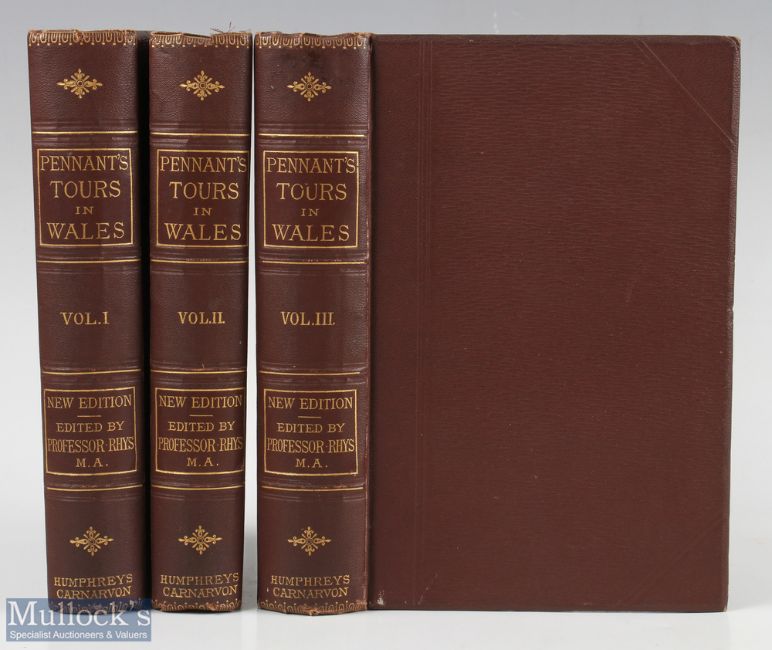 PENNANT'S
TOURS
IN
WALES
VOL. I
NEW EDITION
EDITED BY
PROFESSOR·RHYS
M.A.
HUMPHREYS
CARNARVON
PENNANT'S
TOURS
IN
WALES
VOL. II.
NEW EDITION
EDITED BY
PROFESSOR·RHYS
M.A.
HUMPHREYS
CARNARVON
PENNANT'S
TOURS
IN
WALES
VOL. III.
NEW EDITION
EDITED BY
PROFESSOR·RHYS
M.A.
HUMPHREYS
CARNARVON
Mullock's
Specialist Auctioneers & Valuers